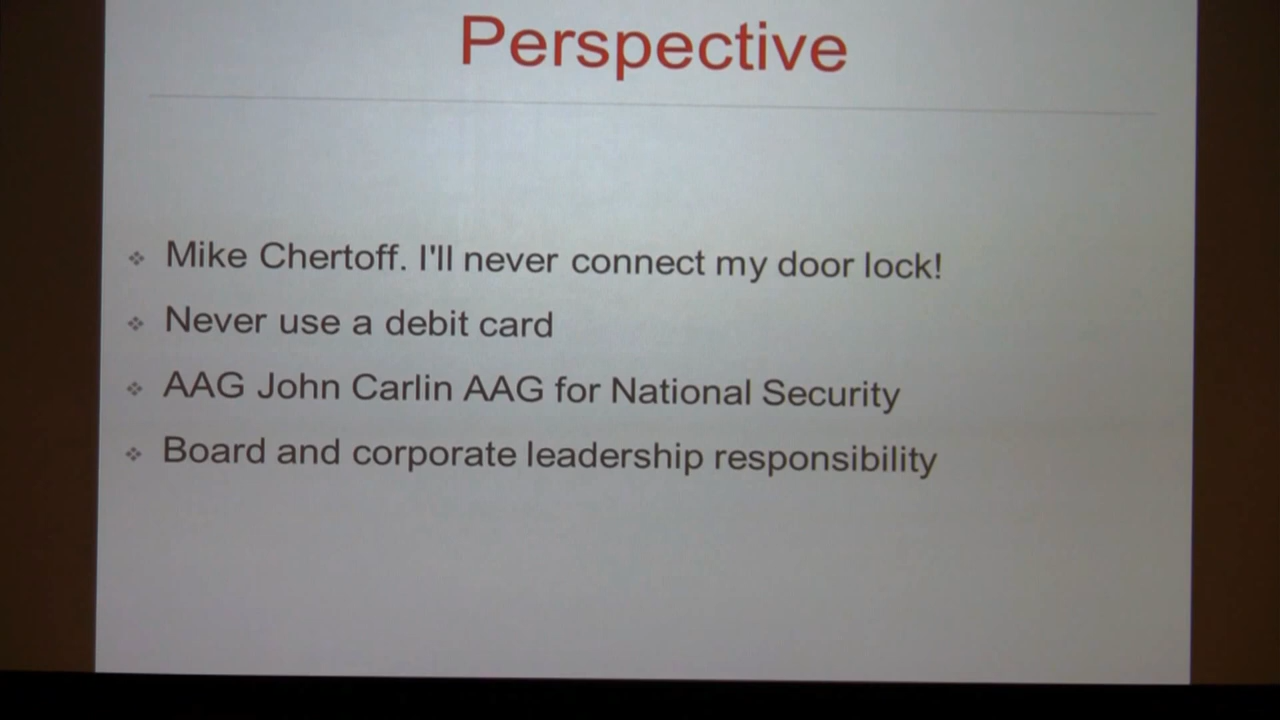 Perspective
Mike Chertoff. I'll never connect my door lock!
Never use a debit card
AAG John Carlin AAG for National Security
Board and corporate leadership responsibility